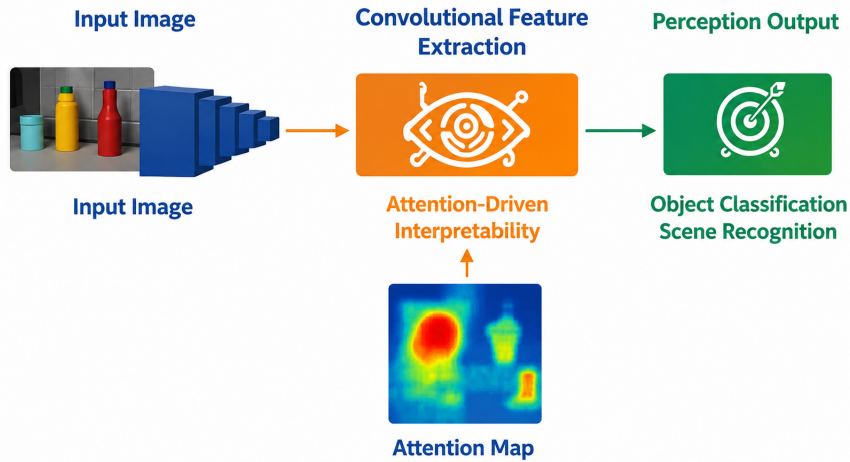 Input Image
Convolutional Feature
Extraction
Perception Output
Input Image
Attention-Driven
Interpretability
Object Classification
Scene Recognition
Attention Map